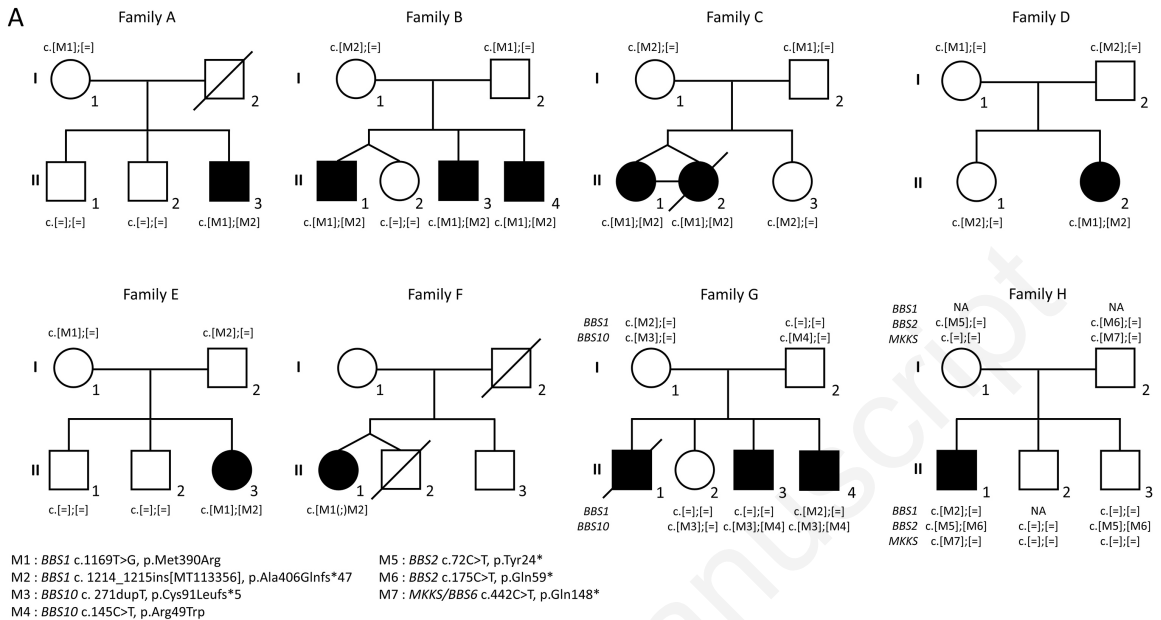 A
Family A
Family B
Family C
Family D
c.[M1];[=]
c.[M2];[=]
c.[M1];[=]
c.[M2];[=]
c.[M1];[=]
c.[M1];[=]
c.[M2];[=]
I
1
2
I
1
2
I
1
2
I
1
2
II
1
2
3
II
1
2
3
4
II
1
2
3
II
1
2
c.[=];[=]
c.[=];[=]
c.[M1];[M2]
c.[M1];[M2]
c.[=];[=]
c.[M1];[M2]
c.[M1];[M2]
c.[M1];[M2]
c.[M1];[M2]
c.[M2];[=]
c.[M2];[=]
c.[M1];[M2]
Family E
Family F
Family G
Family H
c.[M1];[=]
c.[M2];[=]
BBS1 c.[M2];[=] c.[=];[=]
BBS10 c.[M3];[=] c.[M4];[=]
BBS1 NA NA
BBS2 c.[M5];[=] c.[M6];[=]
MKKS c.[=];[=] c.[M7];[=]
I
1
2
I
1
2
I
1
2
I
1
2
II
1
2
3
II
1
2
3
II
1
2
3
4
II
1
2
3
c.[=];[=]
c.[=];[=]
c.[M1];[M2]
c.[M1(;)M2]
BBS1 c.[=];[=] c.[=];[=] c.[M2];[=]
BBS10 c.[M3];[=] c.[M3];[M4] c.[M3];[M4]
BBS1 c.[M2];[=] NA c.[=];[=]
BBS2 c.[M5];[M6] c.[=];[=] c.[M5];[M6]
MKKS c.[M7];[=] c.[=];[=] c.[=];[=]
M1 : BBS1 c.1169T>G, p.Met390Arg
M2 : BBS1 c. 1214_1215ins[MT113356], p.Ala406Glnfs*47
M3 : BBS10 c. 271dupT, p.Cys91Leufs*5
M4 : BBS10 c.145C>T, p.Arg49Trp
M5 : BBS2 c.72C>T, p.Tyr24*
M6 : BBS2 c.175C>T, p.Gln59*
M7 : MKKS/BBS6 c.442C>T, p.Gln148*
anuscript